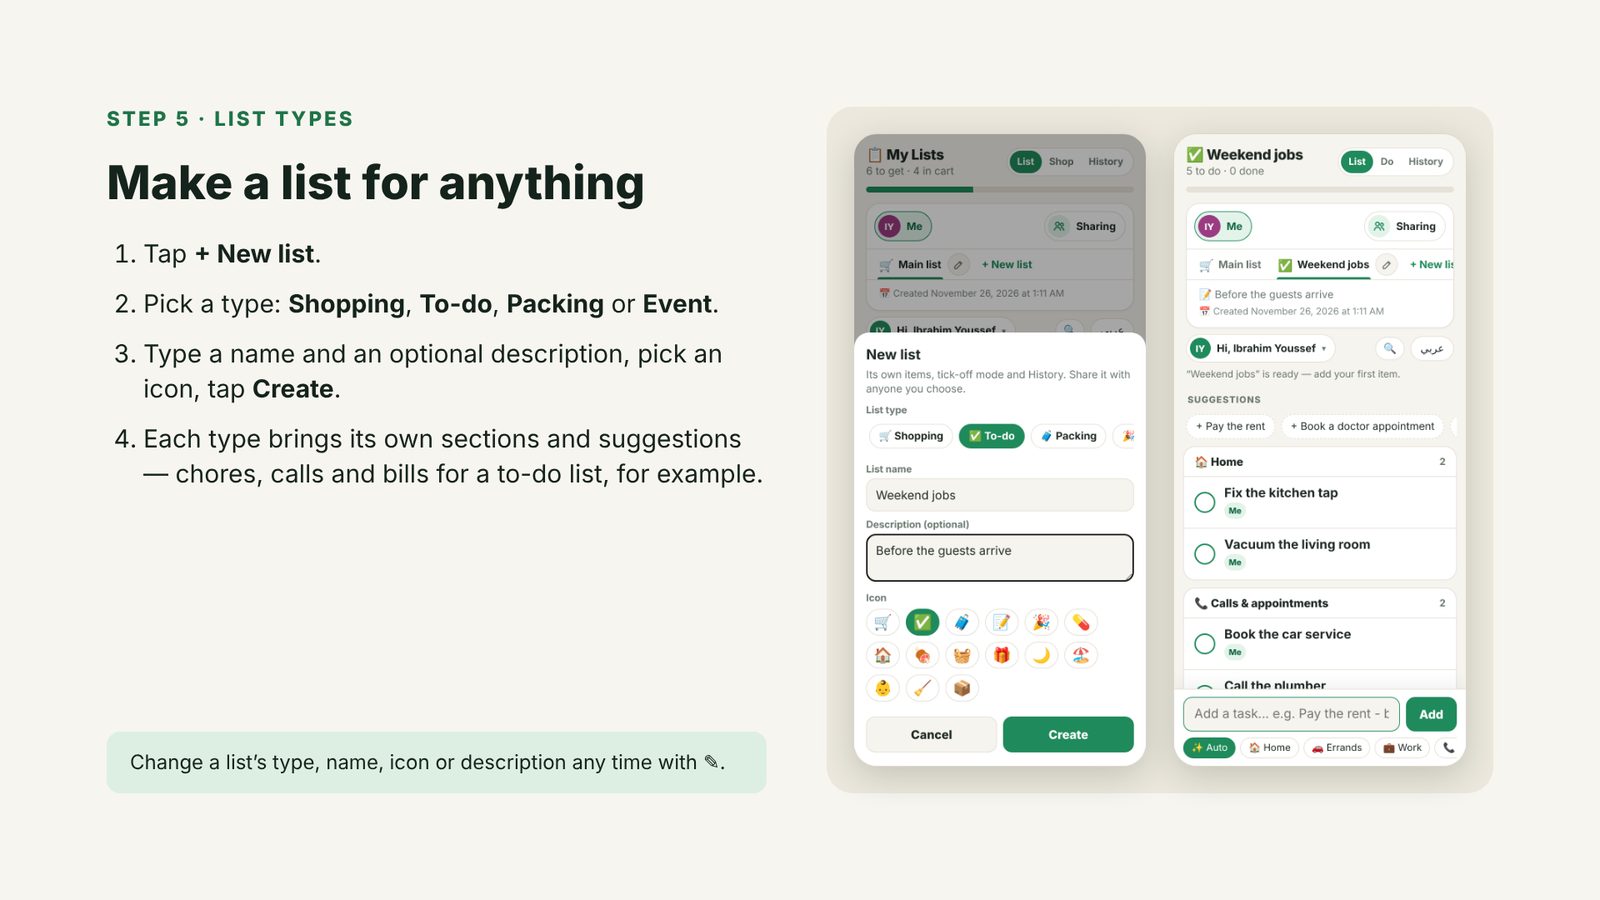 STEP 5 · LIST TYPES
Make a list for anything
1. Tap + New list.
2. Pick a type: Shopping, To-do, Packing or Event.
3. Type a name and an optional description, pick an
icon, tap Create.
4. Each type brings its own sections and suggestions
— chores, calls and bills for a to-do list, for example.
Change a list’s type, name, icon or description any time with ✎.
My Lists
6 to get · 4 in cart
List Shop History
IY Me
Sharing
Main list
+ New list
Created November 26, 2026 at 1:11 AM
IY Hi, Ibrahim Youssef
عربي
New list
Its own items, tick-off mode and History. Share it with
anyone you choose.
List type
Shopping
To-do
Packing
List name
Weekend jobs
Description (optional)
Before the guests arrive
Icon
Cancel
Create
Weekend jobs
5 to do · 0 done
List Do History
IY Me
Sharing
Main list
Weekend jobs
+ New lis
Before the guests arrive
Created November 26, 2026 at 1:11 AM
IY Hi, Ibrahim Youssef
عربي
“Weekend jobs” is ready — add your first item.
SUGGESTIONS
+ Pay the rent
+ Book a doctor appointment
Home 2
Fix the kitchen tap
Me
Vacuum the living room
Me
Calls & appointments 2
Book the car service
Me
Call the plumber
Add a task... e.g. Pay the rent -
Add
Auto
Home
Errands
Work